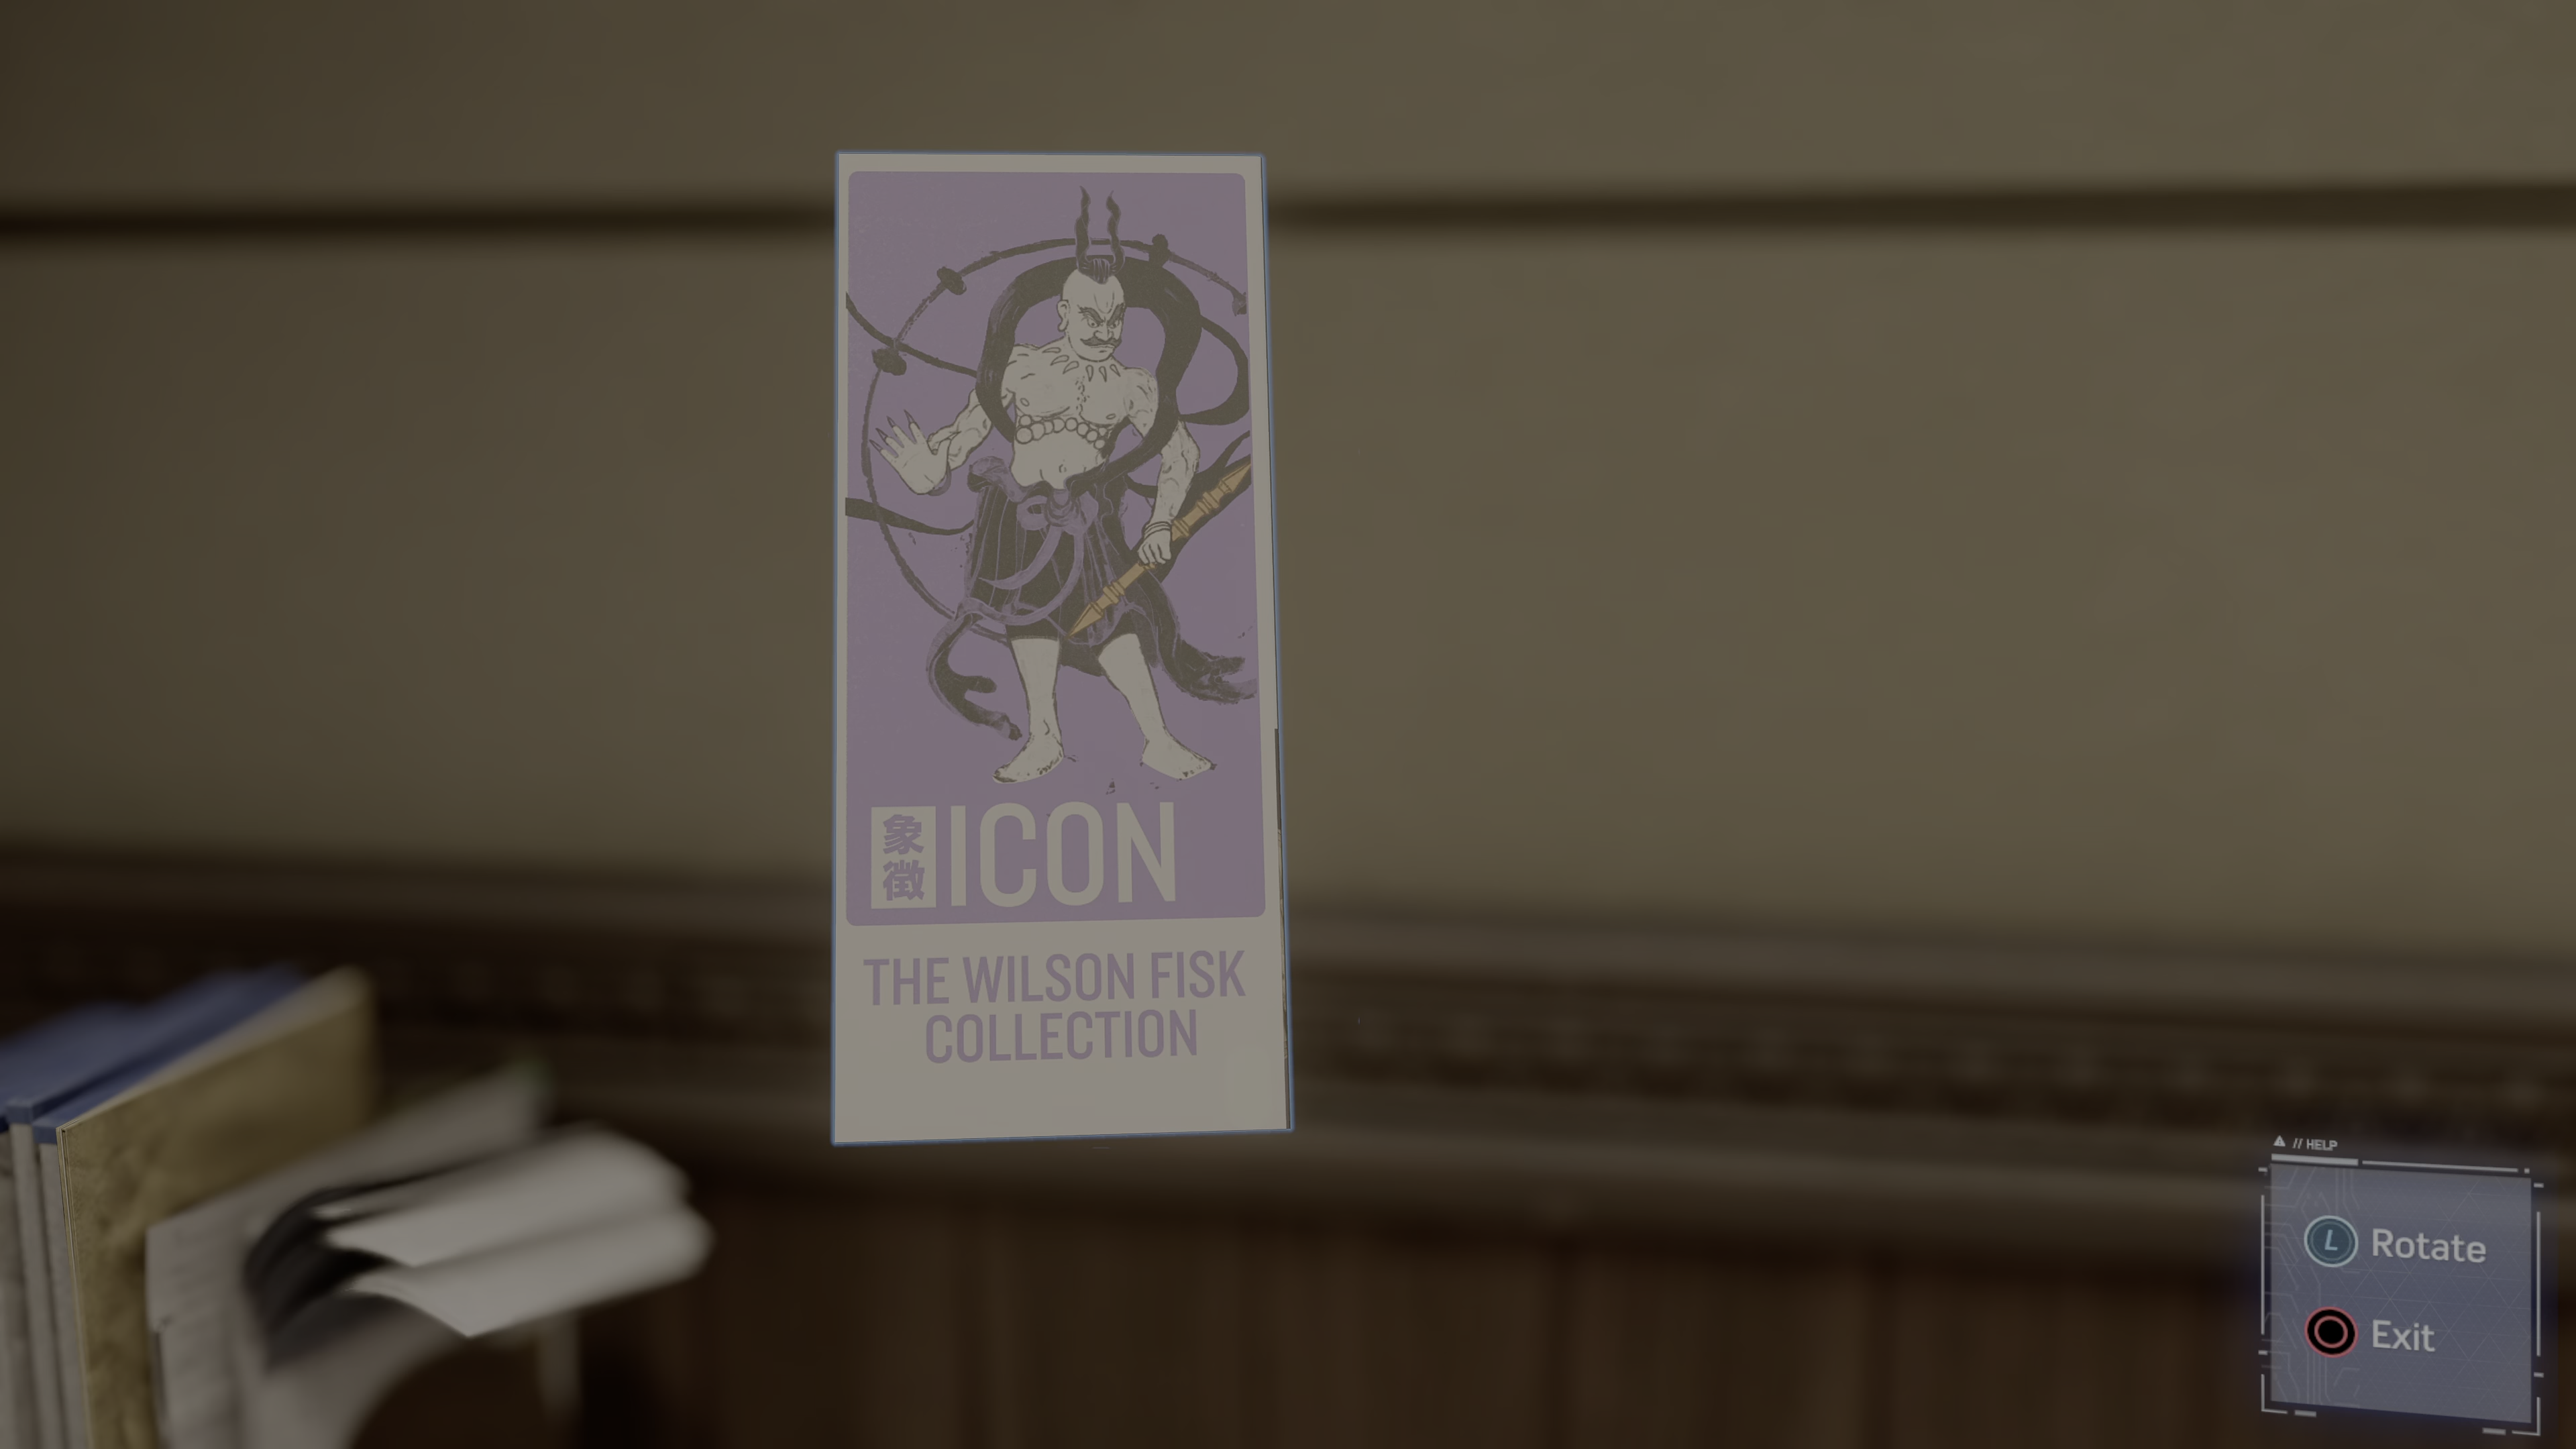 象徴
ICON
THE WILSON FISK
COLLECTION
// HELP
L Rotate
Exit